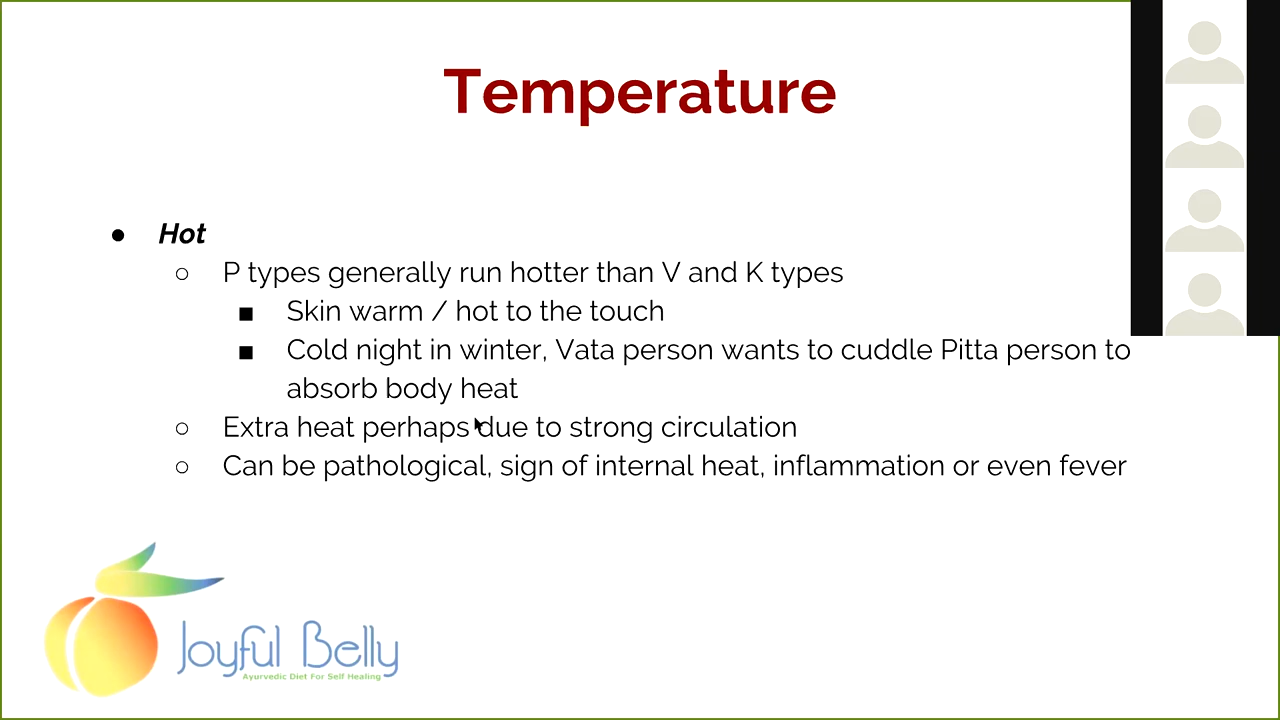 Temperature
● Hot
○ P types generally run hotter than V and K types
■ Skin warm / hot to the touch
■ Cold night in winter, Vata person wants to cuddle Pitta person to
absorb body heat
○ Extra heat perhaps due to strong circulation
○ Can be pathological, sign of internal heat, inflammation or even fever
Joyful Belly
Ayurvedic Diet For Self Healing